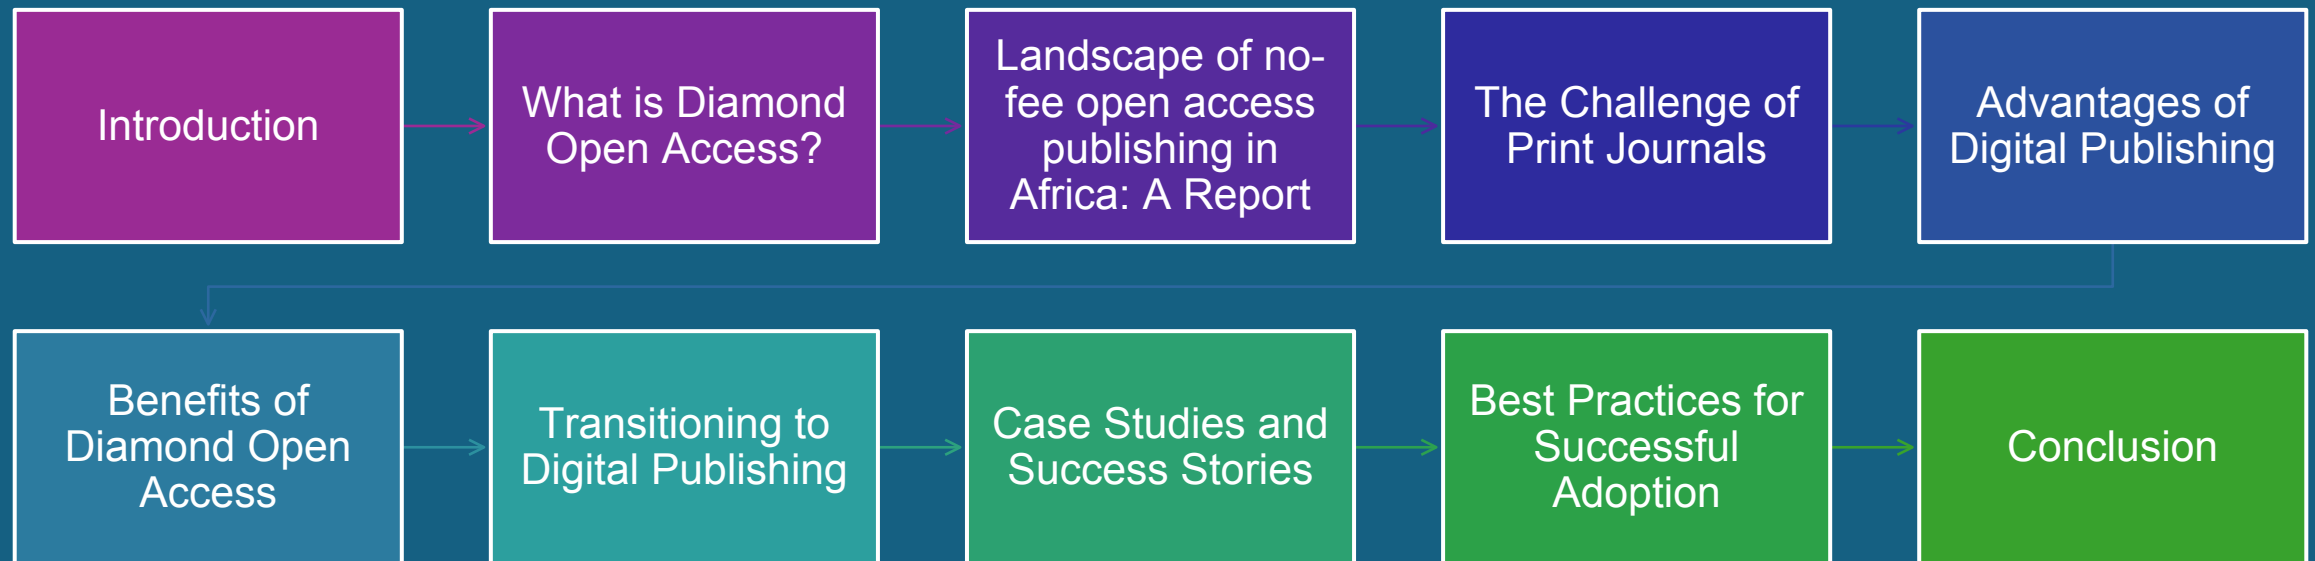 Introduction
What is Diamond
Open Access?
Landscape of no-
fee open access
publishing in
Africa: A Report
The Challenge of
Print Journals
Advantages of
Digital Publishing
Benefits of
Diamond Open
Access
Transitioning to
Digital Publishing
Case Studies and
Success Stories
Best Practices for
Successful
Adoption
Conclusion